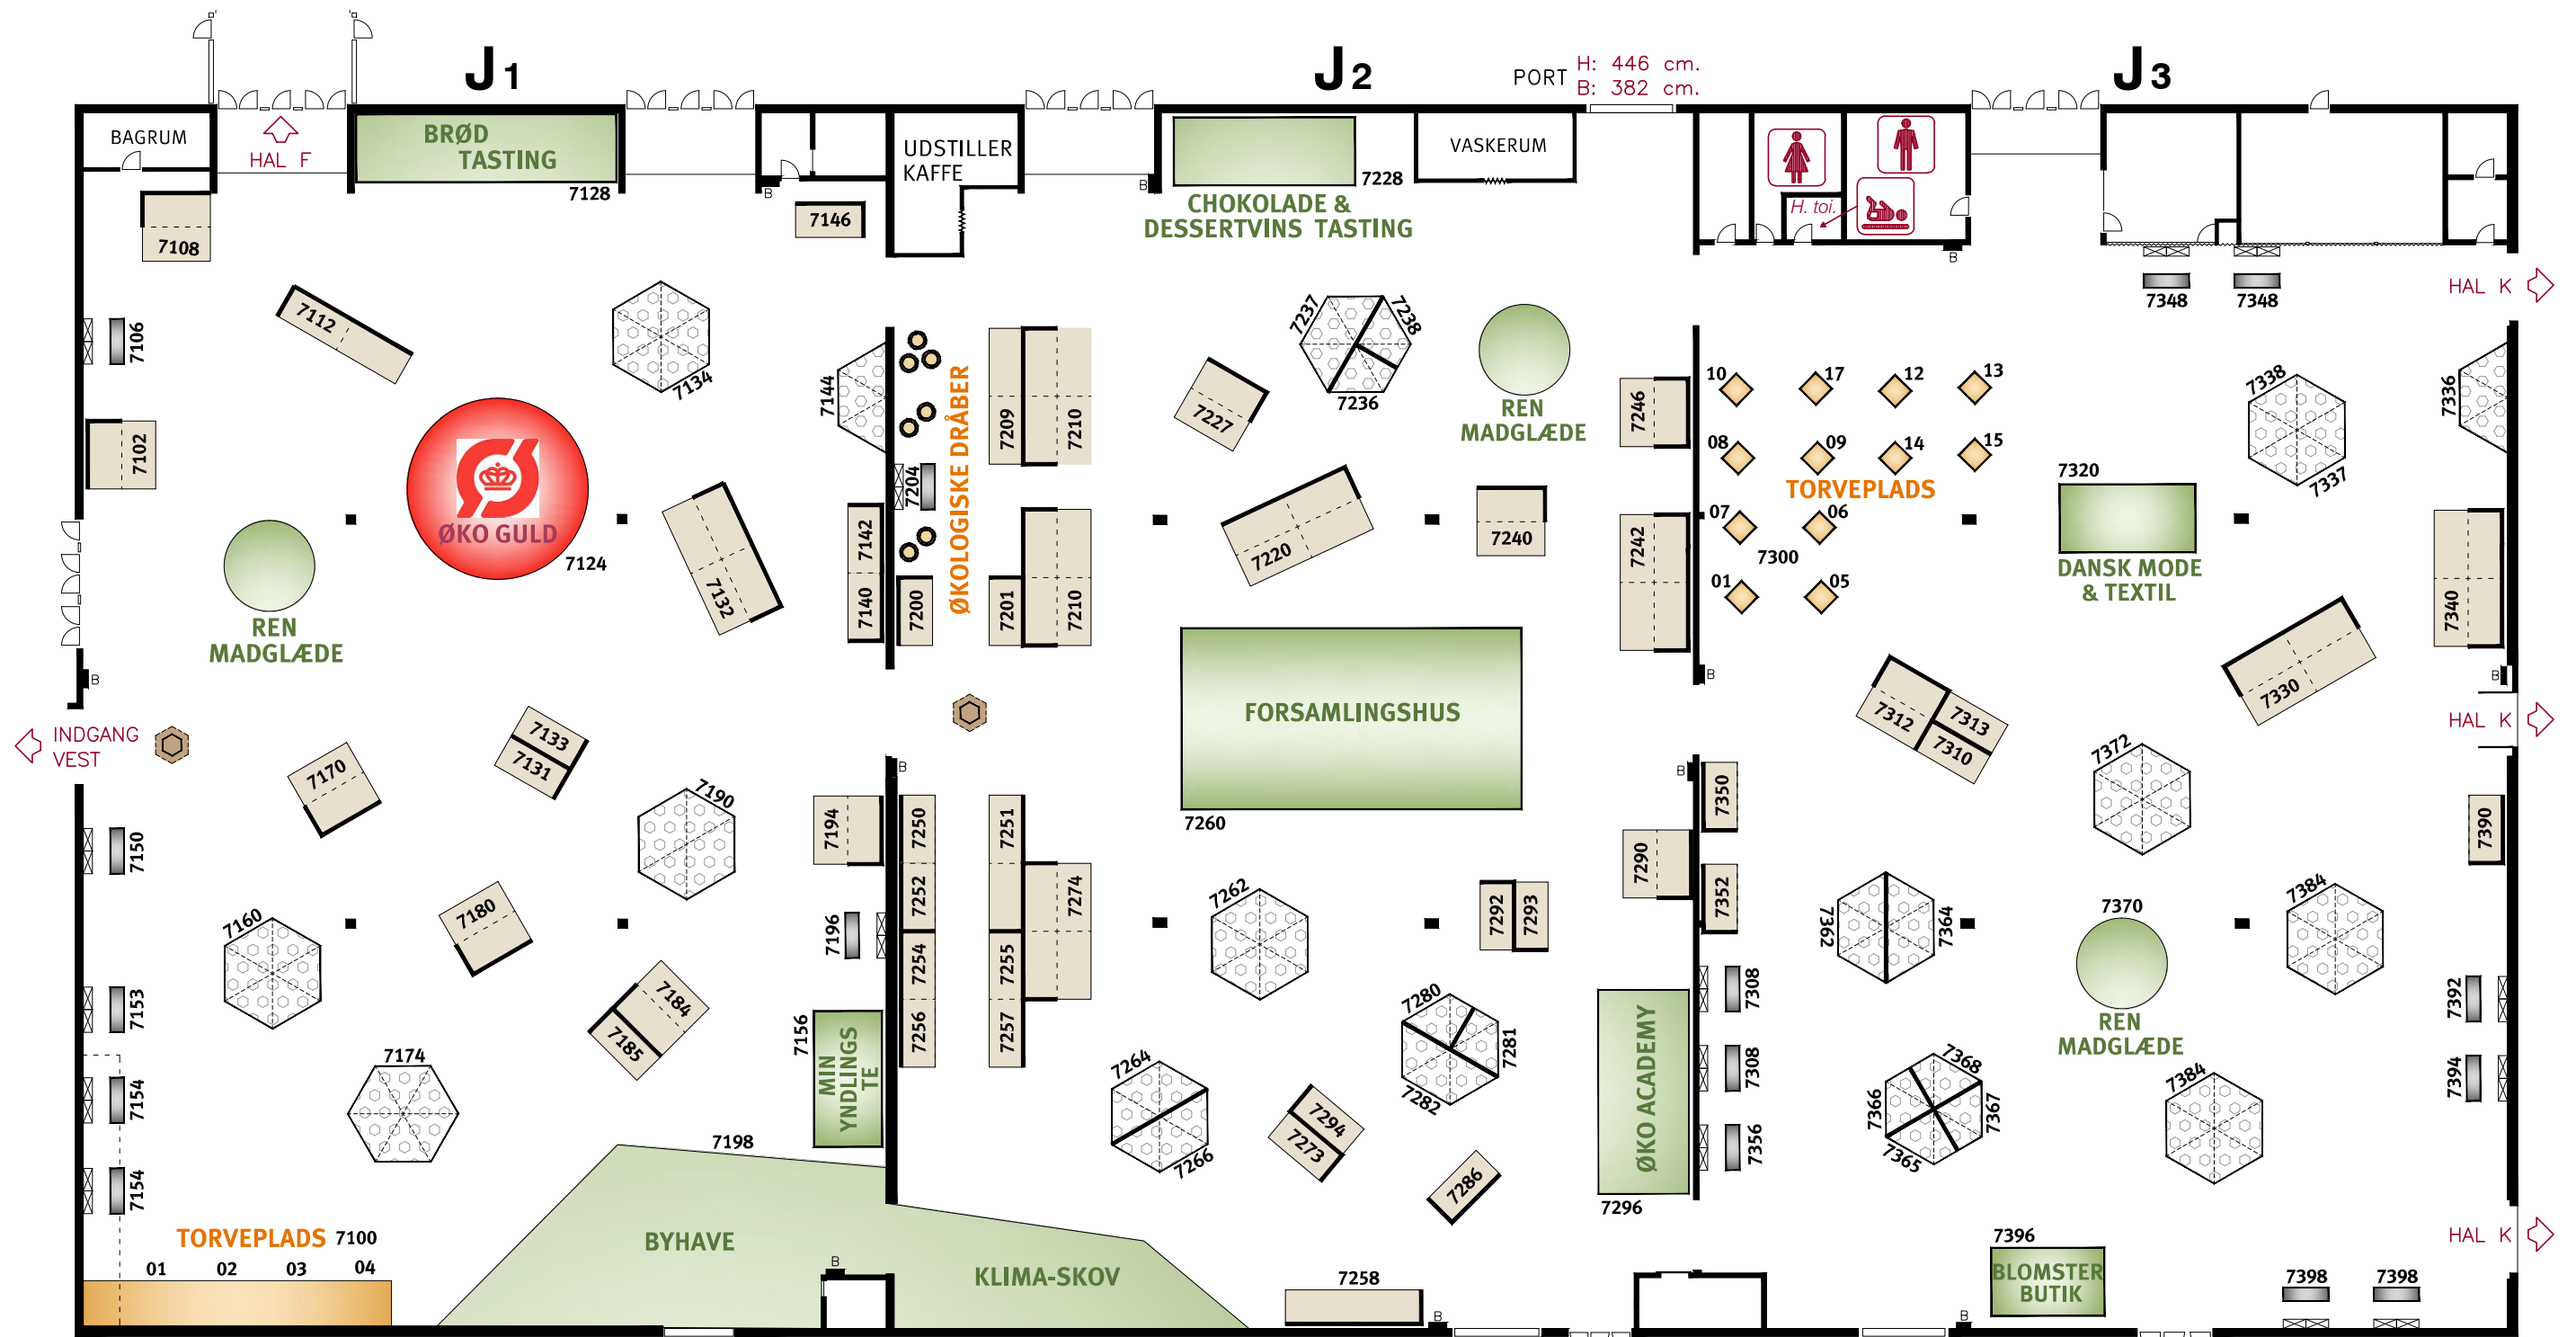 J1
J2
J3
PORT
H: 446 cm.
B: 382 cm.
BAGRUM
HAL F
BRØD
TASTING
7128
B
7146
UDSTILLER
KAFFE
B
7228
CHOKOLADE &
DESSERTVINS TASTING
VASKERUM
H. toi.
B
7348
7348
HAL K
7108
7112
7106
7102
7134
7144
ØKO GULD
7124
REN
MADGLÆDE
7132
7142
7140
B
7204
7200
ØKOLOGISKE DRÅBER
7209
7210
7201
7210
7227
7237
7238
7236
REN
MADGLÆDE
7220
7240
7246
7242
B
10
17
12
13
08
09
14
15
TORVEPLADS
07
06
7300
01
05
7320
DANSK MODE
& TEXTIL
7338
7337
7336
7340
7330
B
HAL K
7312
7313
7310
7372
INDGANG
VEST
7170
7133
7131
7190
7194
B
7150
7160
7180
7196
7153
7184
7185
7174
7154
7154
7156
MIN
YNDLINGS
TE
7198
TORVEPLADS 7100
01
02
03
04
BYHAVE
B
KLIMA-SKOV
7250
7252
7254
7256
7251
7255
7257
7274
FORSAMLINGSHUS
7260
7262
7264
7266
7292
7293
7280
7281
7282
7294
7273
7286
7258
B
B
7290
7350
7352
ØKO ACADEMY
7296
7308
7308
7356
7362
7364
7370
REN
MADGLÆDE
7384
7390
7392
7394
7368
7366
7367
7365
7384
7396
BLOMSTER
BUTIK
B
7398
7398
HAL K